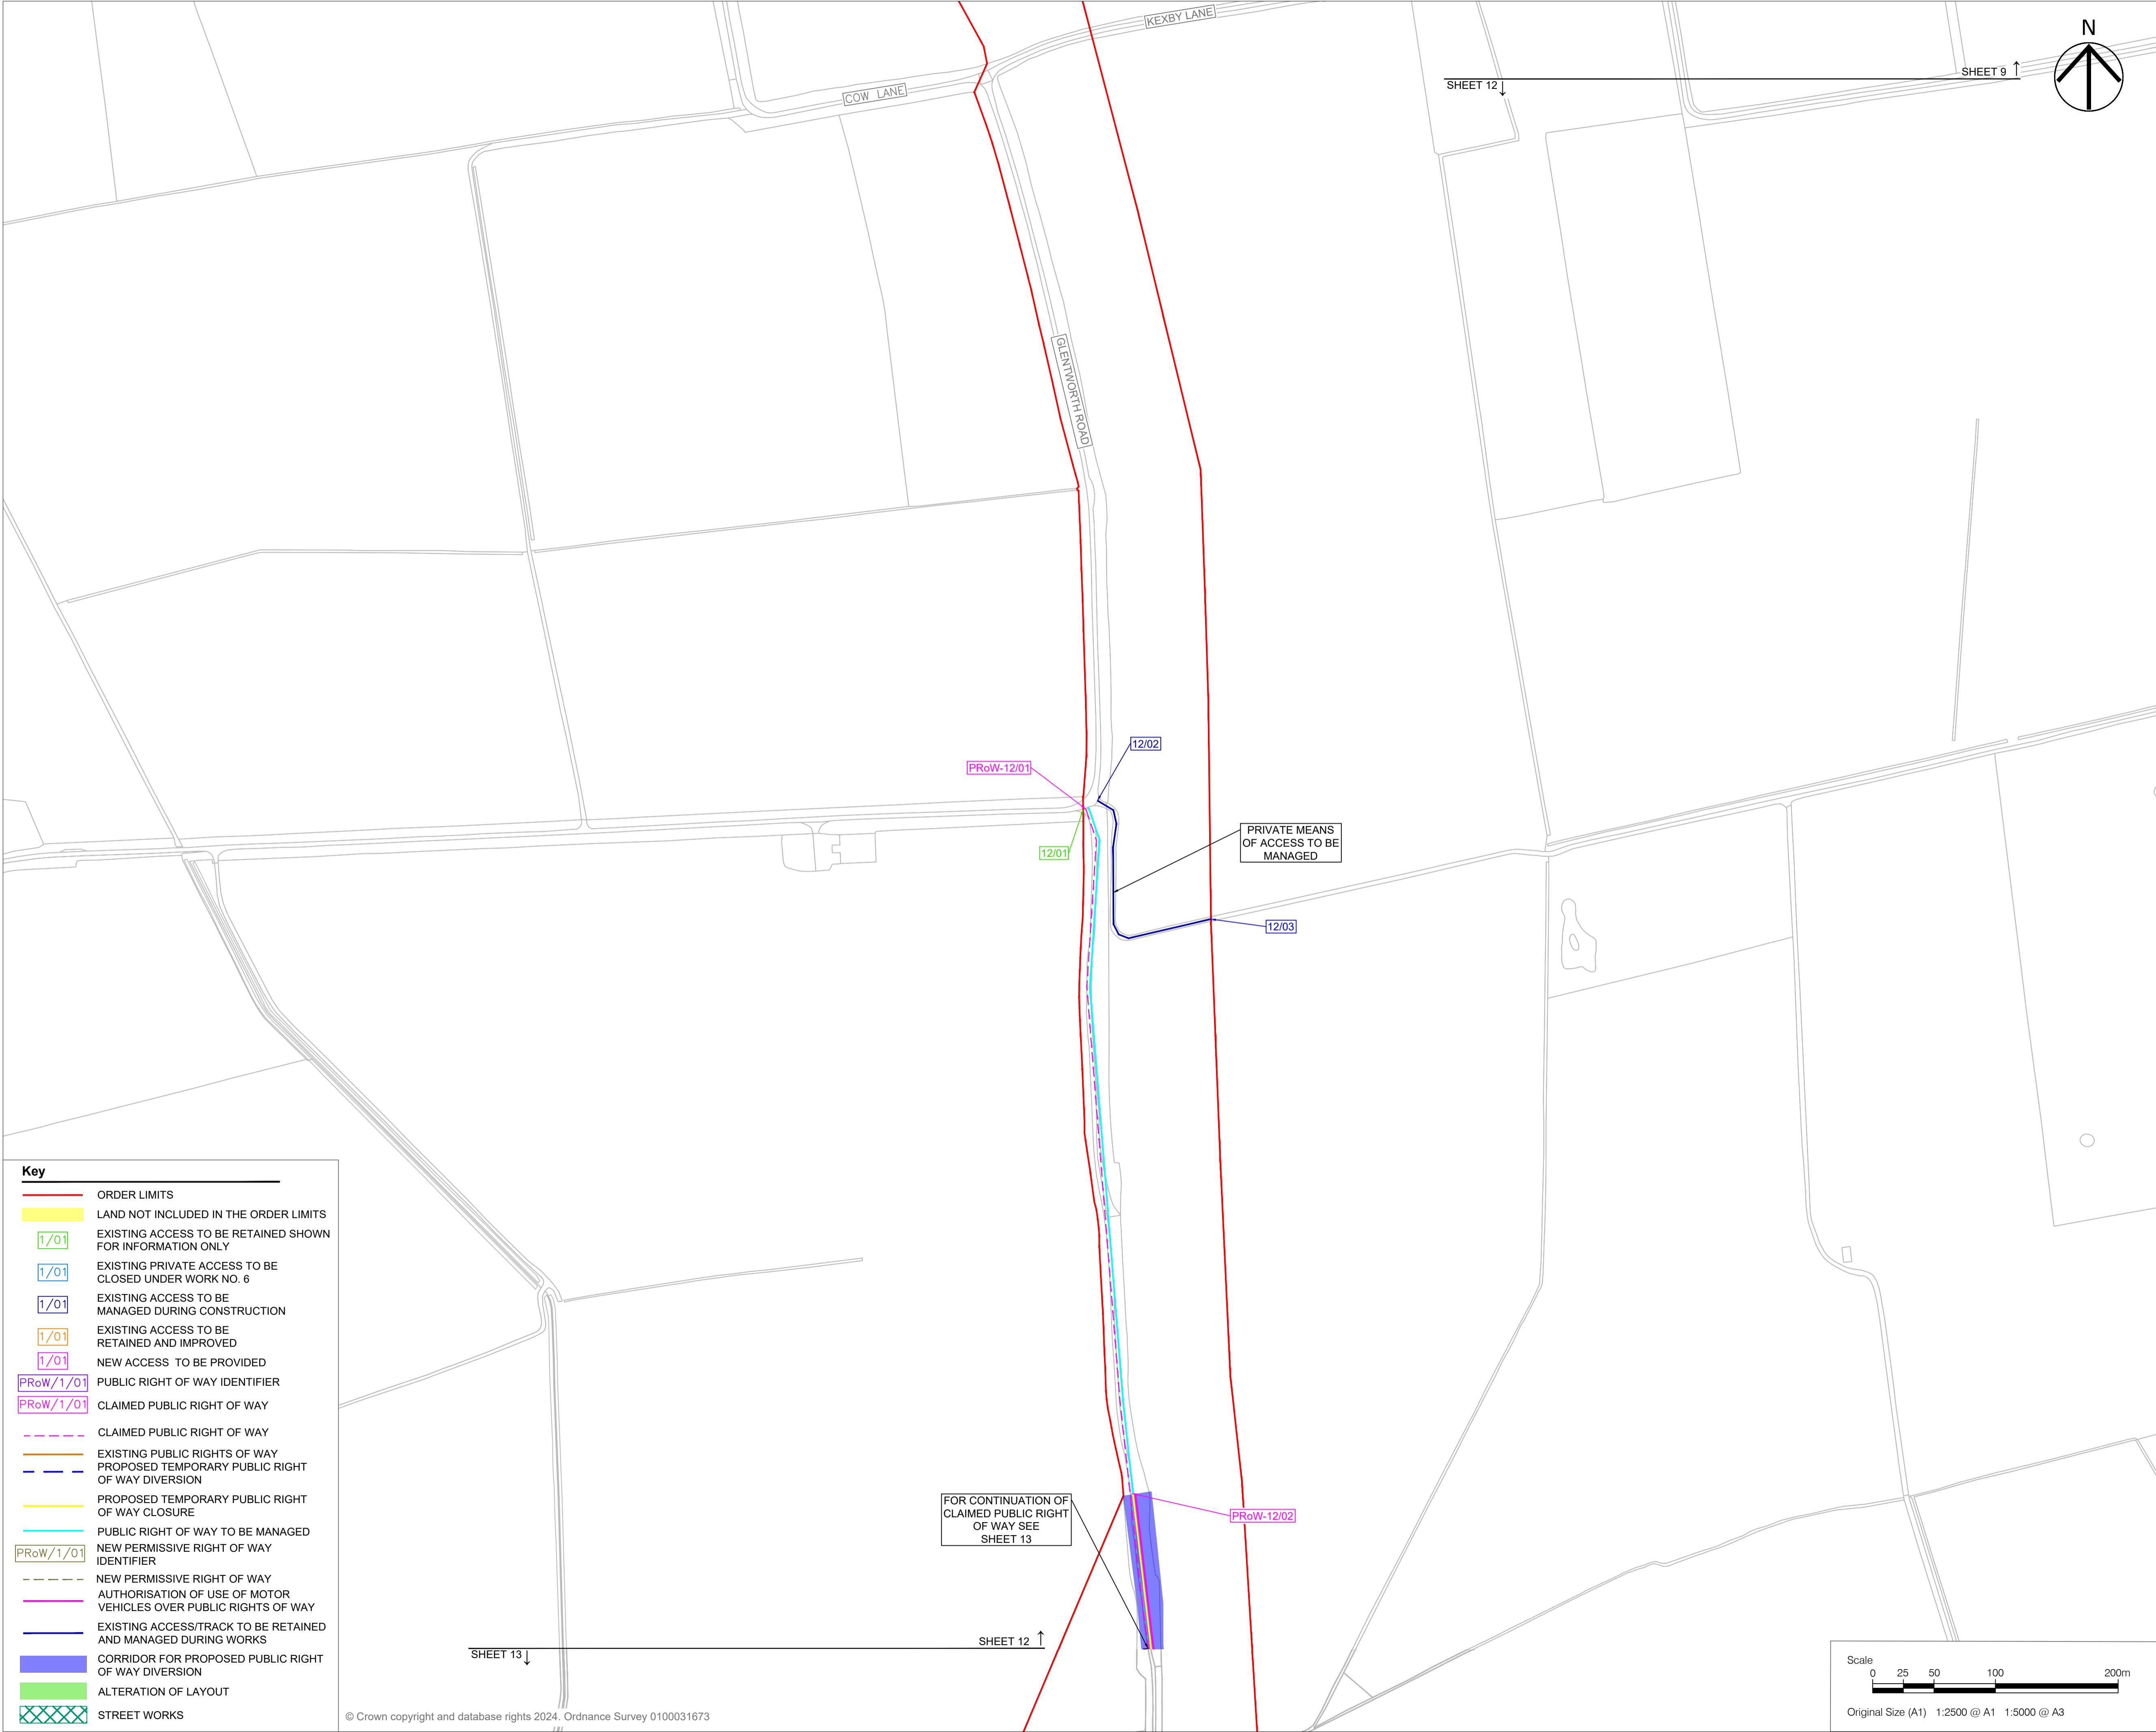 KEXBY LANE
N
SHEET 9
SHEET 12
COW LANE
GLENTWORTH ROAD
12/02
PRoW-12/01
12/01
PRIVATE MEANS
OF ACCESS TO BE
MANAGED
12/03
FOR CONTINUATION OF
CLAIMED PUBLIC RIGHT
OF WAY SEE
SHEET 13
PRoW-12/02
SHEET 12
SHEET 13
Key
ORDER LIMITS
LAND NOT INCLUDED IN THE ORDER LIMITS
1/01
EXISTING ACCESS TO BE RETAINED SHOWN
FOR INFORMATION ONLY
1/01
EXISTING PRIVATE ACCESS TO BE
CLOSED UNDER WORK NO. 6
1/01
EXISTING ACCESS TO BE
MANAGED DURING CONSTRUCTION
1/01
EXISTING ACCESS TO BE
RETAINED AND IMPROVED
1/01
NEW ACCESS TO BE PROVIDED
PRoW/1/01
PUBLIC RIGHT OF WAY IDENTIFIER
PRoW/1/01
CLAIMED PUBLIC RIGHT OF WAY
CLAIMED PUBLIC RIGHT OF WAY
EXISTING PUBLIC RIGHTS OF WAY
PROPOSED TEMPORARY PUBLIC RIGHT
OF WAY DIVERSION
PROPOSED TEMPORARY PUBLIC RIGHT
OF WAY CLOSURE
PUBLIC RIGHT OF WAY TO BE MANAGED
PRoW/1/01
NEW PERMISSIVE RIGHT OF WAY
IDENTIFIER
NEW PERMISSIVE RIGHT OF WAY
AUTHORISATION OF USE OF MOTOR
VEHICLES OVER PUBLIC RIGHTS OF WAY
EXISTING ACCESS/TRACK TO BE RETAINED
AND MANAGED DURING WORKS
CORRIDOR FOR PROPOSED PUBLIC RIGHT
OF WAY DIVERSION
ALTERATION OF LAYOUT
STREET WORKS
© Crown copyright and database rights 2024. Ordnance Survey 0100031673
Scale
0 25 50 100 200m
Original Size (A1) 1:2500 @ A1 1:5000 @ A3